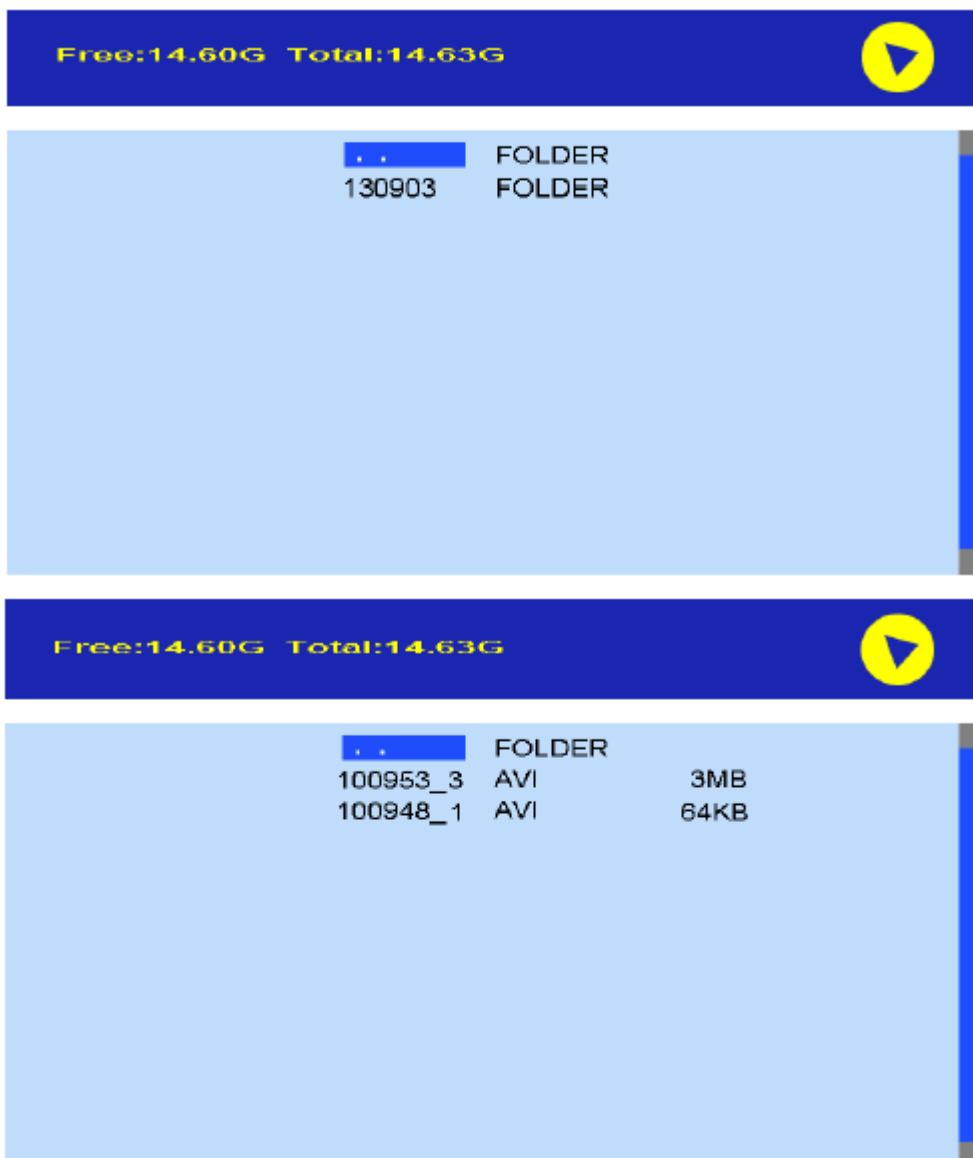 Free:14.60G Total:14.63G
. . FOLDER
130903 FOLDER
Free:14.60G Total:14.63G
. . FOLDER
100953_3 AVI 3MB
100948_1 AVI 64KB